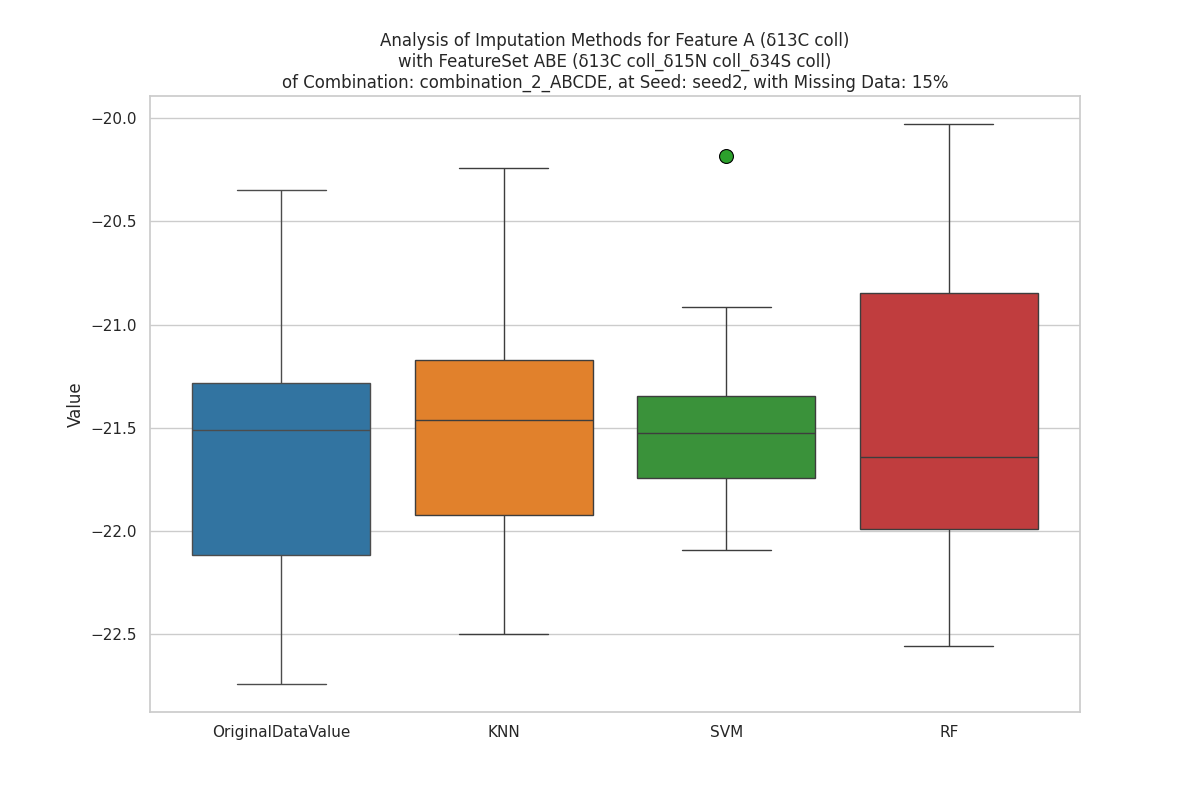 Analysis of Imputation Methods for Feature A (δ13C coll)
with FeatureSet ABE (δ13C coll_δ15N coll_δ34S coll)
of Combination: combination_2_ABCDE, at Seed: seed2, with Missing Data: 15%
Value
−20.0
−20.5
−21.0
−21.5
−22.0
−22.5
OriginalDataValue
KNN
SVM
RF